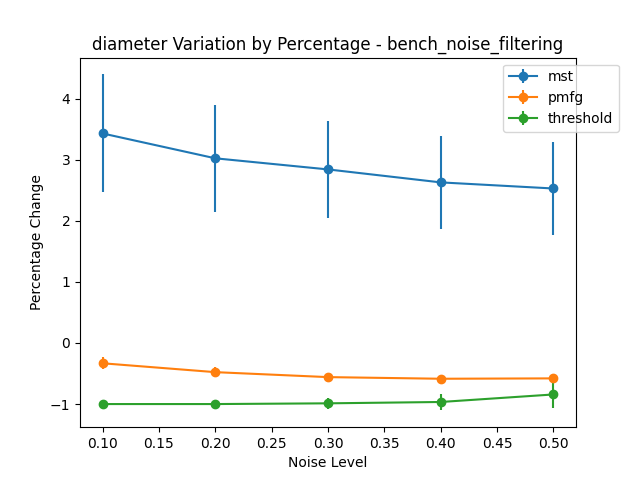 diameter Variation by Percentage - bench_noise_filtering
mst
pmfg
threshold
Percentage Change
4
3
2
1
0
−1
0.10
0.15
0.20
0.25
0.30
0.35
0.40
0.45
0.50
Noise Level